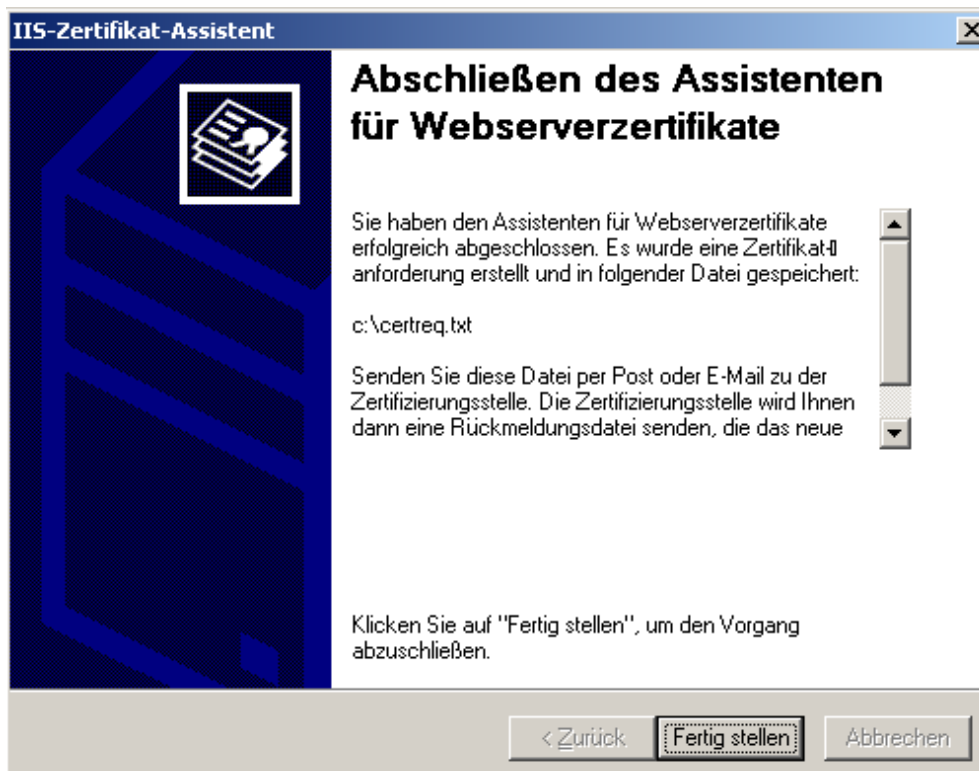 IIS-Zertifikat-Assistent
Abschließen des Assistenten
für Webserverzertifikate
Sie haben den Assistenten für Webserverzertifikate
erfolgreich abgeschlossen. Es wurde eine Zertifikat-
anforderung erstellt und in folgender Datei gespeichert:
c:\certreq.txt
Senden Sie diese Datei per Post oder E-Mail zu der
Zertifizierungsstelle. Die Zertifizierungsstelle wird Ihnen
dann eine Rückmeldungsdatei senden, die das neue
Klicken Sie auf "Fertig stellen", um den Vorgang
abzuschließen.
< Zurück Fertig stellen Abbrechen